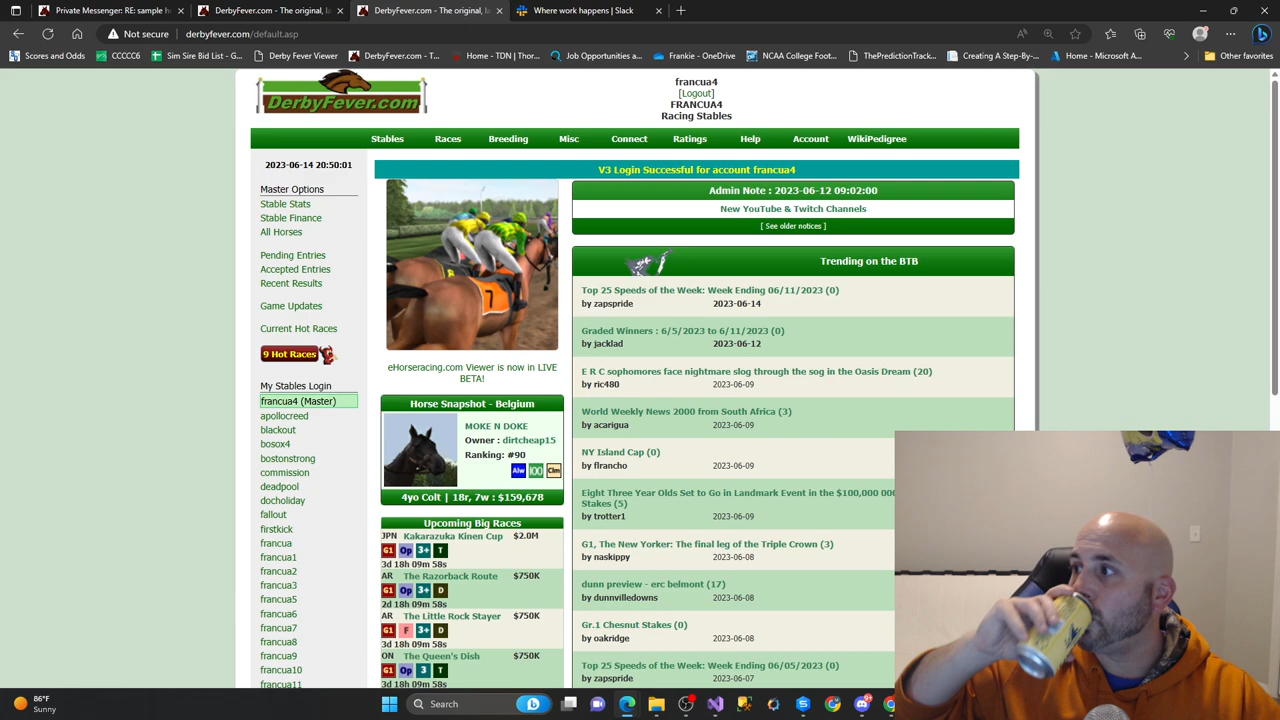 Private Messenger: RE: sample h
DerbyFever.com
derbyFever.com: ...at your com
Where work happens | Slack
Not secure
derbyfever.com/default.asp
Scores and Odds
CCCCC6
Sim Sire Bid List - G...
Derby Fever
DerbyFever.com - T...
Home - TDN | Thor...
Job Opportunities a...
Frankie - OneDrive
NCAA College Foot...
ThePredictionTrack...
Creating A Step-By-...
Home - Microsoft A...
Other favorites
DerbyFever.com
francua4
[Logout]
FRANCUA4
Racing Stables
Stables Races Breeding Misc Connect Ratings Help Account WikiPedigree
2023-06-14 20:50:01
Master Options
Stable Stats
Stable Finance
All Horses
Pending Entries
Accepted Entries
Recent Results
Game Updates
Current Hot Races
9 Hot Races
My Stables Login
francua4 (Master)
apollocreed
blackout
bosox4
bostonstrong
commission
deadpool
docholiday
fallout
firstkick
francua
francua1
francua2
francua3
francua5
francua6
francua7
francua8
francua9
francua10
francua11
V3 Login Successful for account francua4
7
eHorseracing.com Viewer is now in LIVE
BETA!
Horse Snapshot - Belgium
MOKE N DOKE
Owner : dirtcheap15
Ranking: #90
Alw 100 Clm
4yo Colt | 18r, 7w : $159,678
Upcoming Big Races
JPN Kakarazuka Kinen Cup $2.0M
G1 Op 3+ T
3d 18h 09m 58s
AR The Razorback Route $750K
G1 Op 3+ D
2d 18h 09m 58s
AR The Little Rock Stayer $750K
G1 F 3+ D
3d 18h 09m 58s
ON The Queen's Dish $750K
G1 Op 3 T
3d 18h 09m 58s
Admin Note : 2023-06-12 09:02:00
New YouTube & Twitch Channels
[ See older notices ]
Trending on the BTB
Top 25 Speeds of the Week: Week Ending 06/11/2023 (0)
by zapspride 2023-06-14
Graded Winners : 6/5/2023 to 6/11/2023 (0)
by jacklad 2023-06-12
E R C sophomores face nightmare slog through the sog in the Oasis Dream (20)
by ric480 2023-06-09
World Weekly News 2000 from South Africa (3)
by acarigua 2023-06-09
NY Island Cap (0)
by flrancho 2023-06-09
Eight Three Year Olds Set to Go in Landmark Event in the $100,000 00
Stakes (5)
by trotter1 2023-06-09
G1, The New Yorker: The final leg of the Triple Crown (3)
by naskippy 2023-06-08
dunn preview - erc belmont (17)
by dunnvilledowns 2023-06-08
Gr.1 Chesnut Stakes (0)
by oakridge 2023-06-08
Top 25 Speeds of the Week: Week Ending 06/05/2023 (0)
by zapspride 2023-06-07
86°F
Sunny
Search
9+